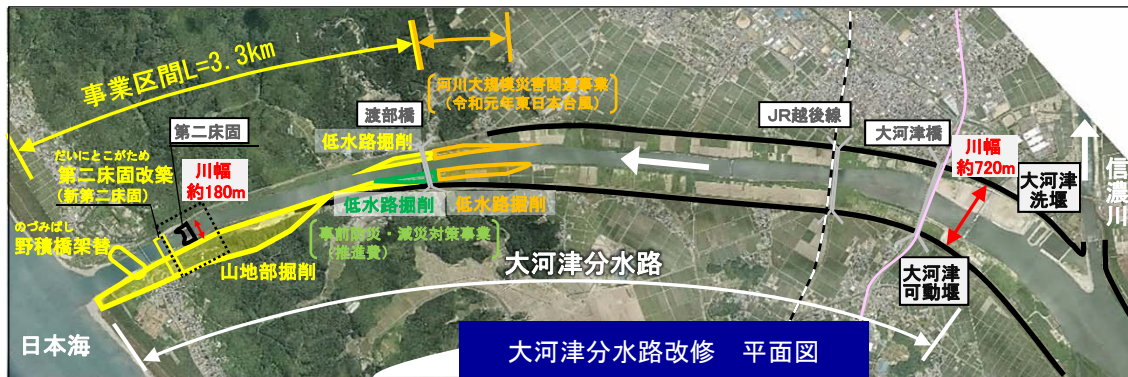 事業区間L=3.3km
河川大規模災害関連事業
(令和元年東日本台風)
渡部橋
JR越後線
大河津橋
第二床固
低水路掘削
川幅
約720m
だいにとこがため
第二床固改築
(新第二床固)
川幅
約180m
大河津
洗堰
信濃川
低水路掘削
低水路掘削
のづみばし
野積橋架替
事前防災・減災対策事業
(推進費)
山地部掘削
大河津分水路
大河津
可動堰
日本海
大河津分水路改修 平面図